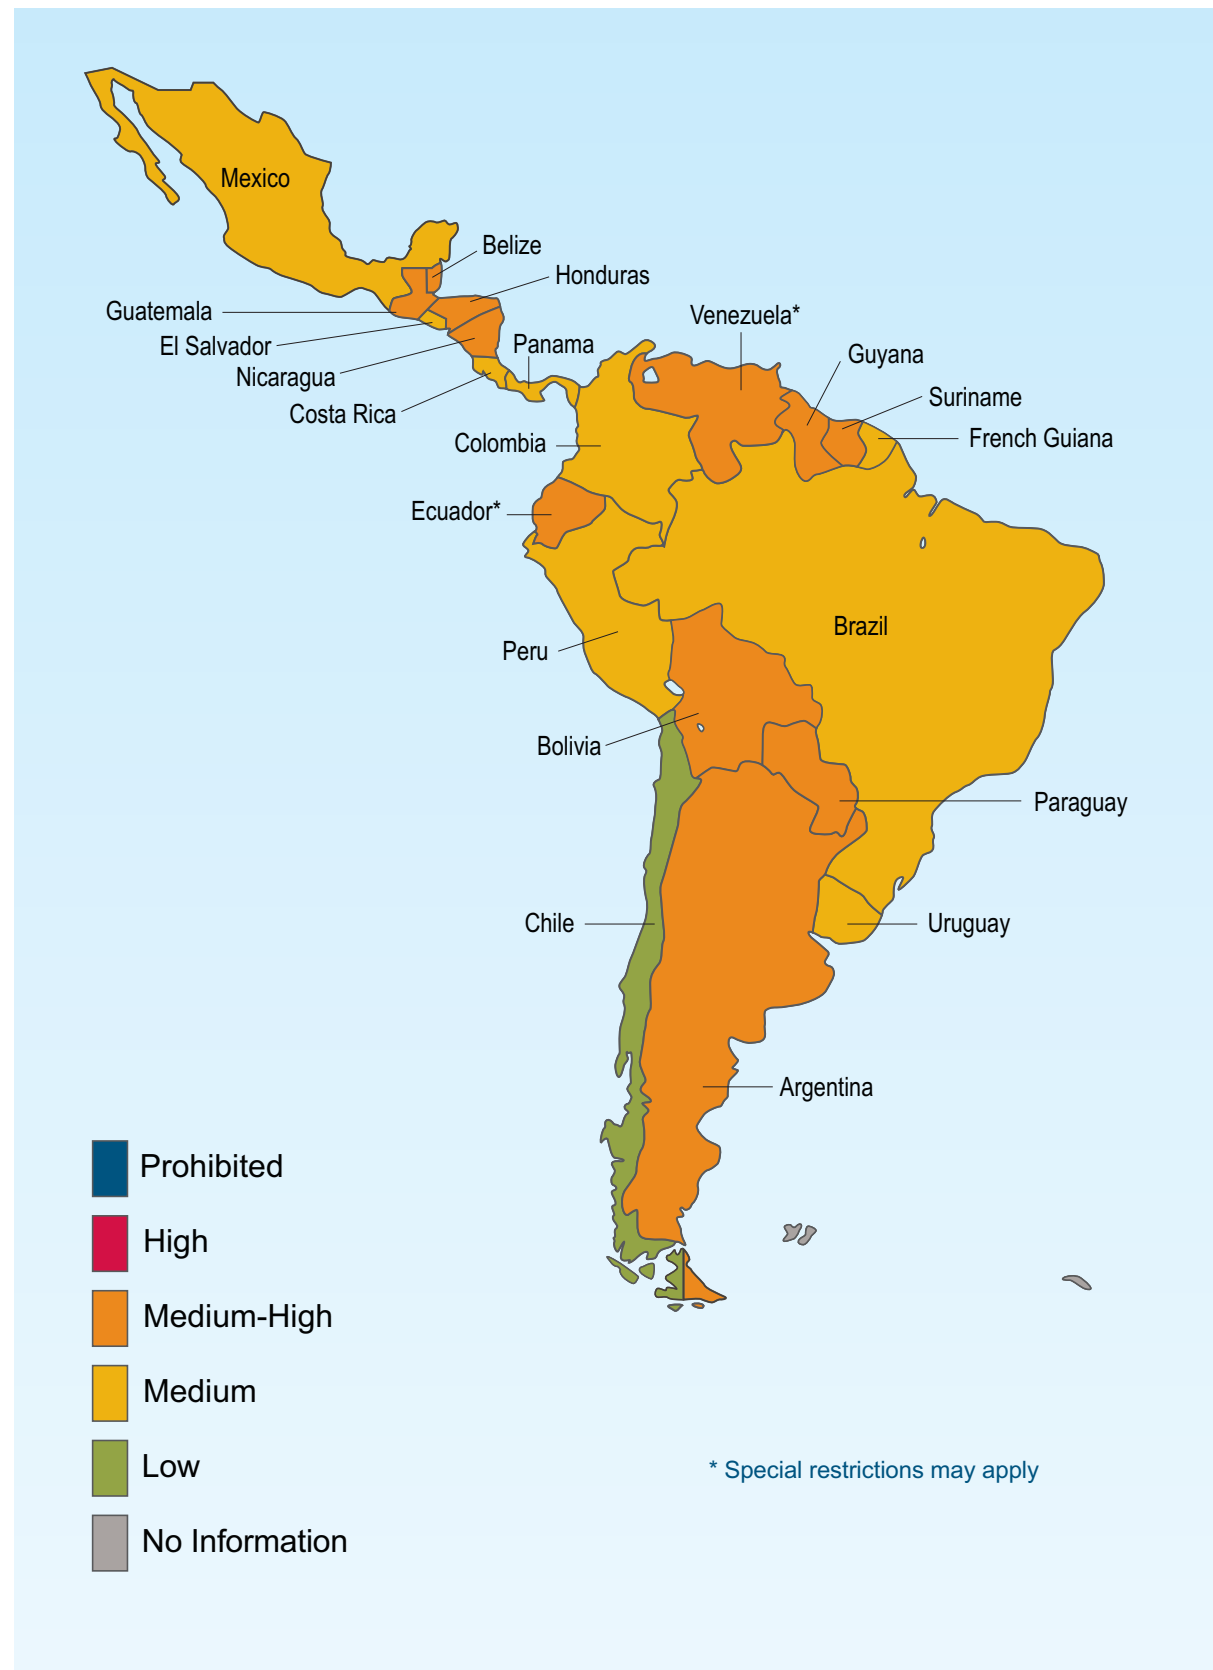 Mexico
Belize
Honduras
Guatemala
Venezuela*
El Salvador
Panama
Guyana
Nicaragua
Suriname
Costa Rica
French Guiana
Colombia
Ecuador*
Brazil
Peru
Bolivia
Paraguay
Chile
Uruguay
Argentina
Prohibited
High
Medium-High
Medium
Low
* Special restrictions may apply
No Information